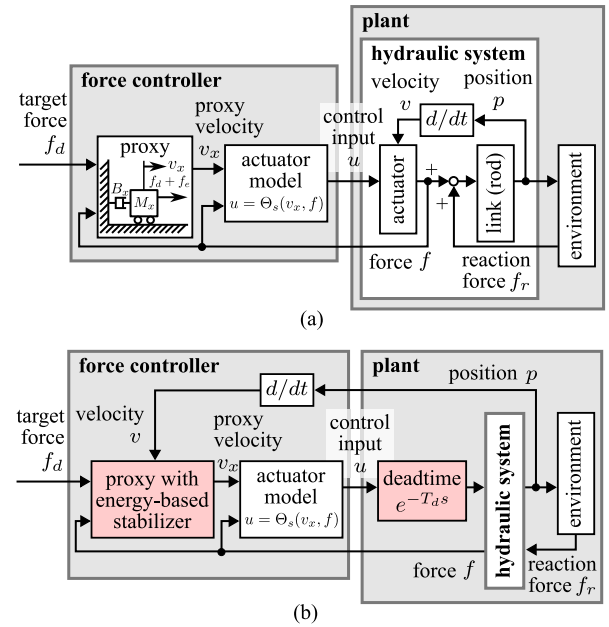 plant
hydraulic system
force controller
velocity
v
position
p
d/dt
target
force
f_d
proxy
velocity
v_x
control
input
u
proxy
v_x
f_d + f_e
B_x
M_x
actuator
model
u = Θ_s(v_x, f)
actuator
+
+
link (rod)
environment
force f
reaction
force f_r
(a)
force controller
plant
d/dt
position p
velocity
v
target
force
f_d
proxy
velocity
v_x
control
input
u
proxy with
energy-based
stabilizer
actuator
model
u = Θ_s(v_x, f)
deadtime
e^{-T_d s}
hydraulic system
environment
force f
reaction
force f_r
(b)